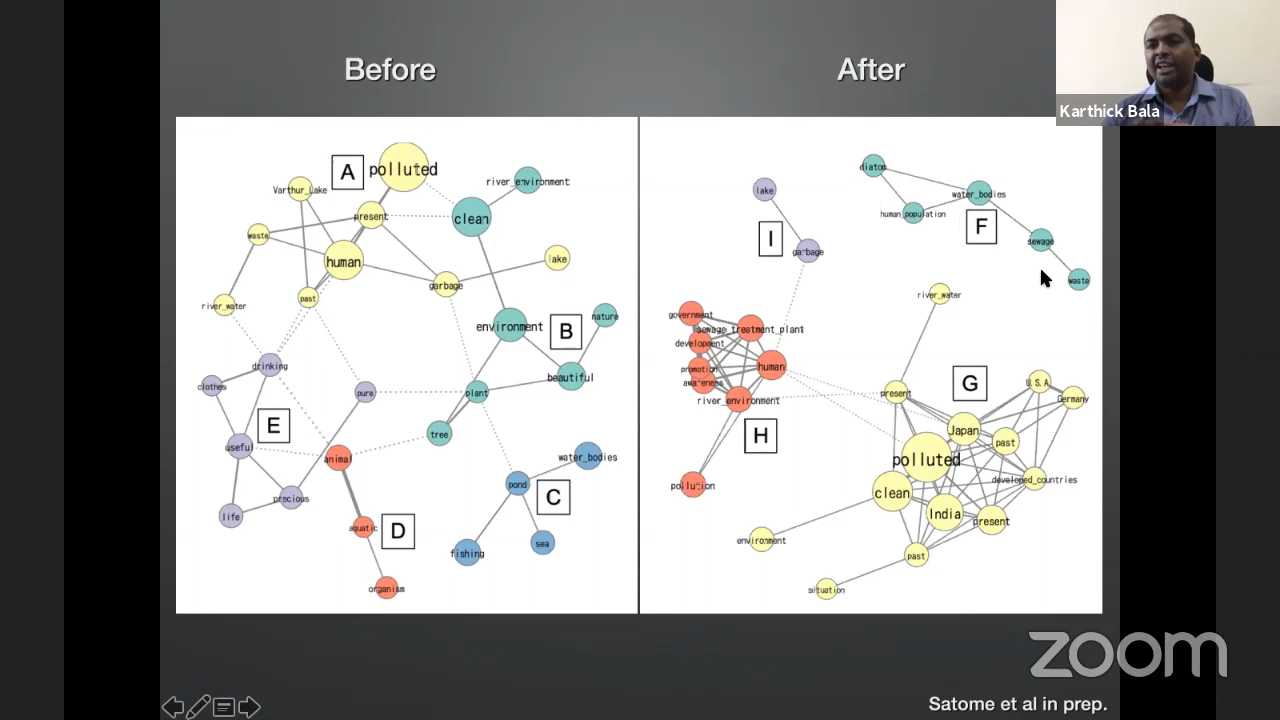 Before
After
Karthick Bala
A
polluted
Varthur_Lake
river_environment
present
clean
waste
human
lake
garbage
past
river_water
environment
B
nature
drinking
beautiful
clothes
pure
plant
E
tree
useful
animal
water_bodies
pond
C
precious
life
aquatic
D
sea
fishing
organism
diatom
lake
water_bodies
human_population
F
I
sewage
garbage
waste
river_water
government
sewage_treatment_plant
development
human
promotion
awareness
river_environment
present
G
U.S.A.
Germany
H
Japan
past
polluted
pollution
developed_countries
clean
India
present
environment
past
situation
zoom
Satome et al in prep.